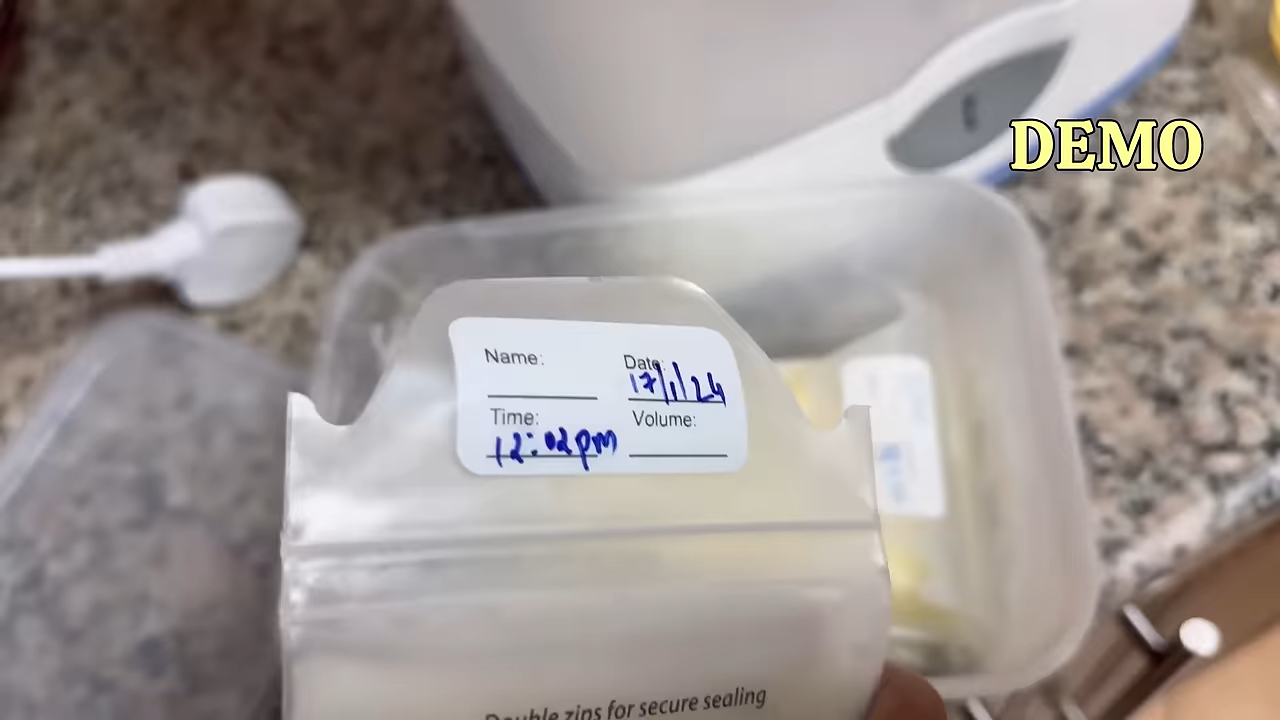 DEMO
Name:
Date:
17/1/24
Time:
Volume:
12:02pm
Double zips for secure sealing